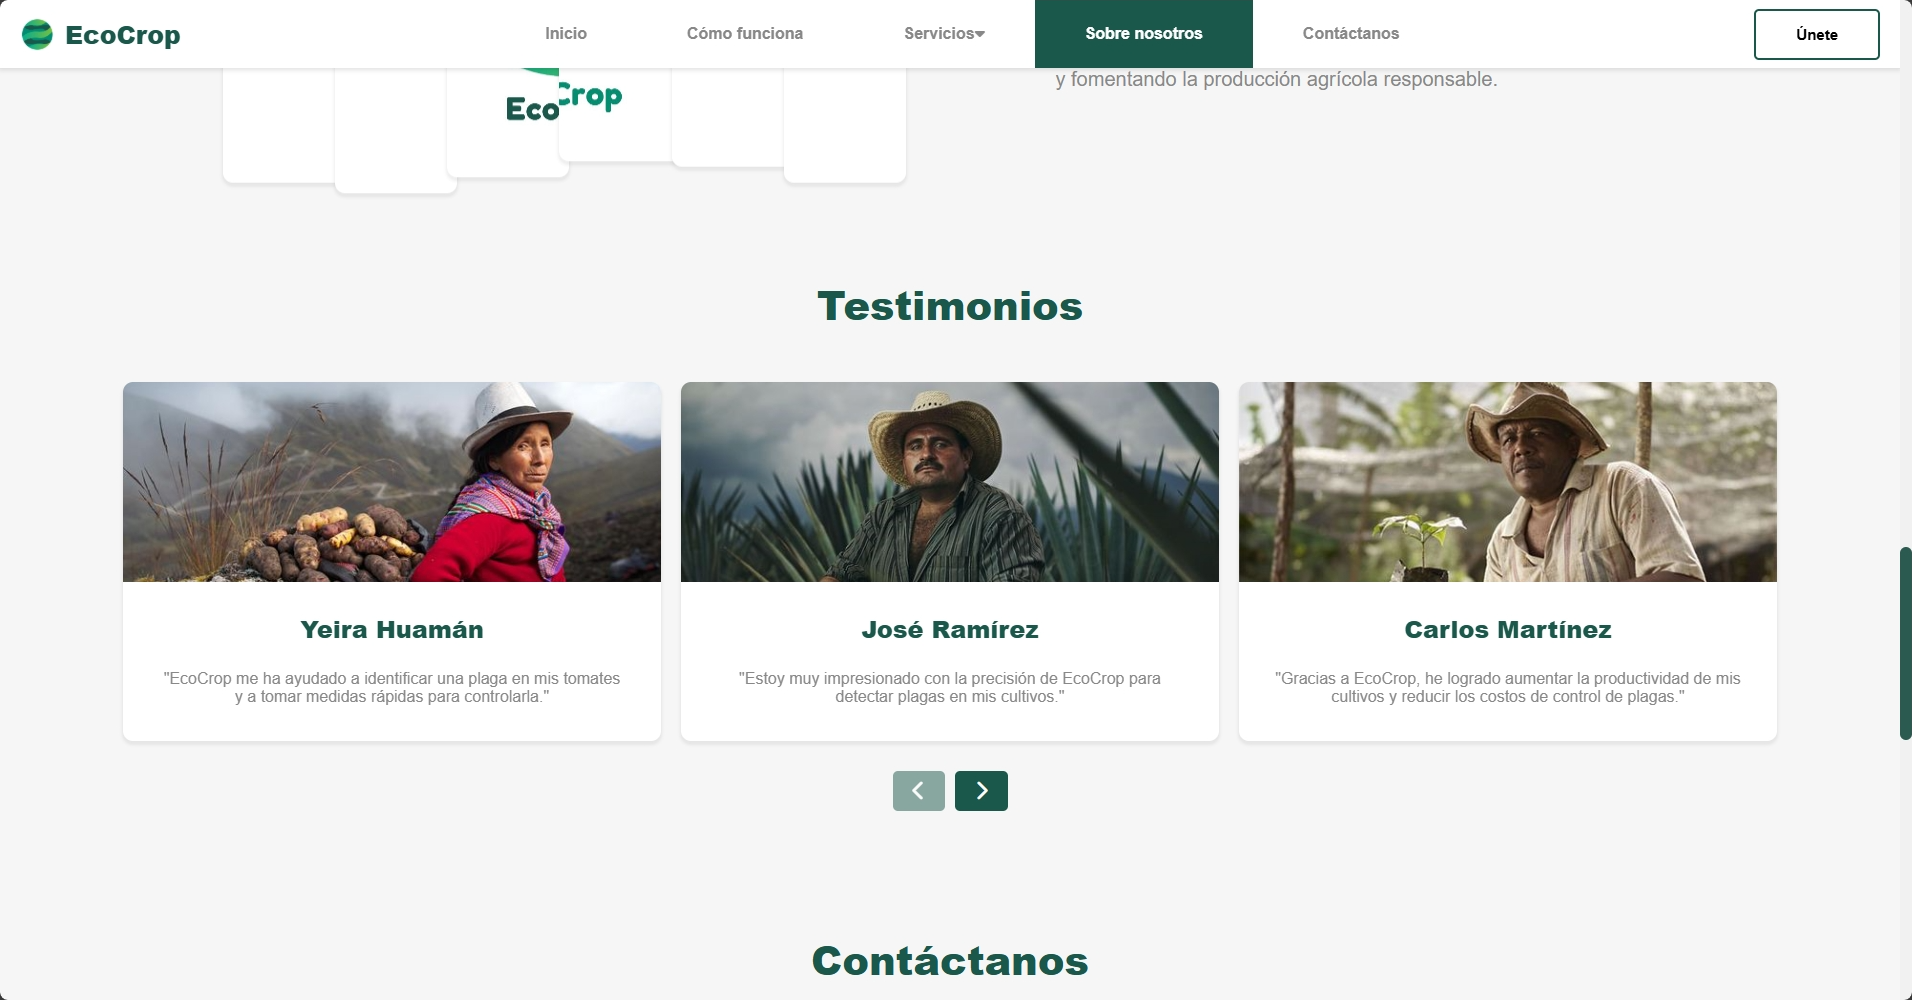 EcoCrop
Inicio
Cómo funciona
Servicios
Sobre nosotros
Contáctanos
Únete
y fomentando la producción agrícola responsable.
Eco
Crop
Testimonios
Yeira Huamán
"EcoCrop me ha ayudado a identificar una plaga en mis tomates
y a tomar medidas rápidas para controlarla."
José Ramírez
"Estoy muy impresionado con la precisión de EcoCrop para
detectar plagas en mis cultivos."
Carlos Martínez
"Gracias a EcoCrop, he logrado aumentar la productividad de mis
cultivos y reducir los costos de control de plagas."
Contáctanos